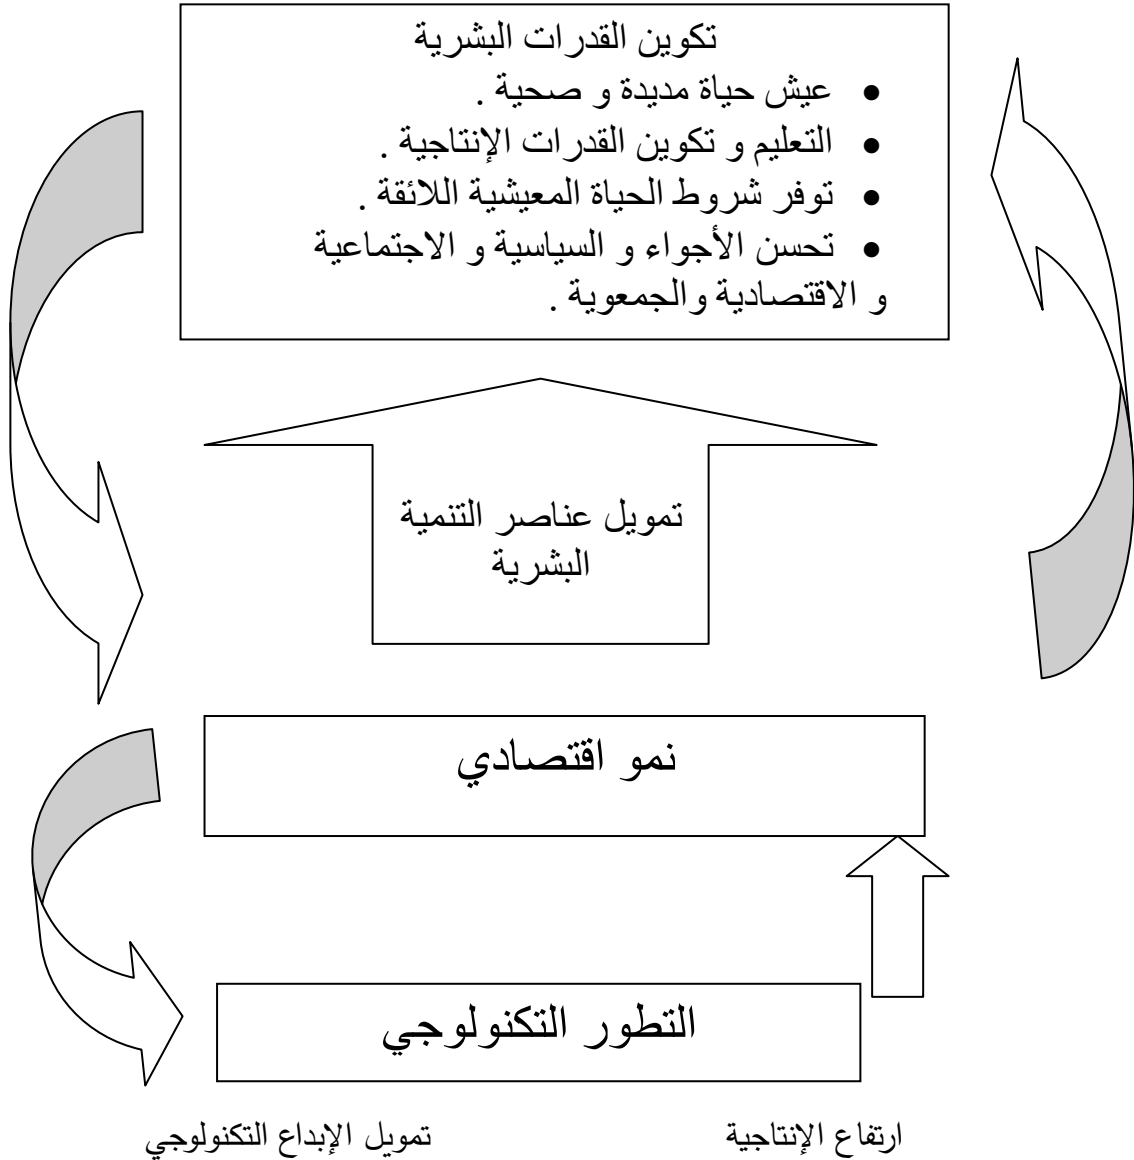 تكوين القدرات البشرية
• عيش حياة مديدة و صحية .
• التعليم و تكوين القدرات الإنتاجية .
• توفر شروط الحياة المعيشية اللائقة .
• تحسن الأجواء و السياسية و الاجتماعية
و الاقتصادية والجمعوية .
تمويل عناصر التنمية
البشرية
نمو اقتصادي
التطور التكنولوجي
ارتفاع الإنتاجية
تمويل الإبداع التكنولوجي